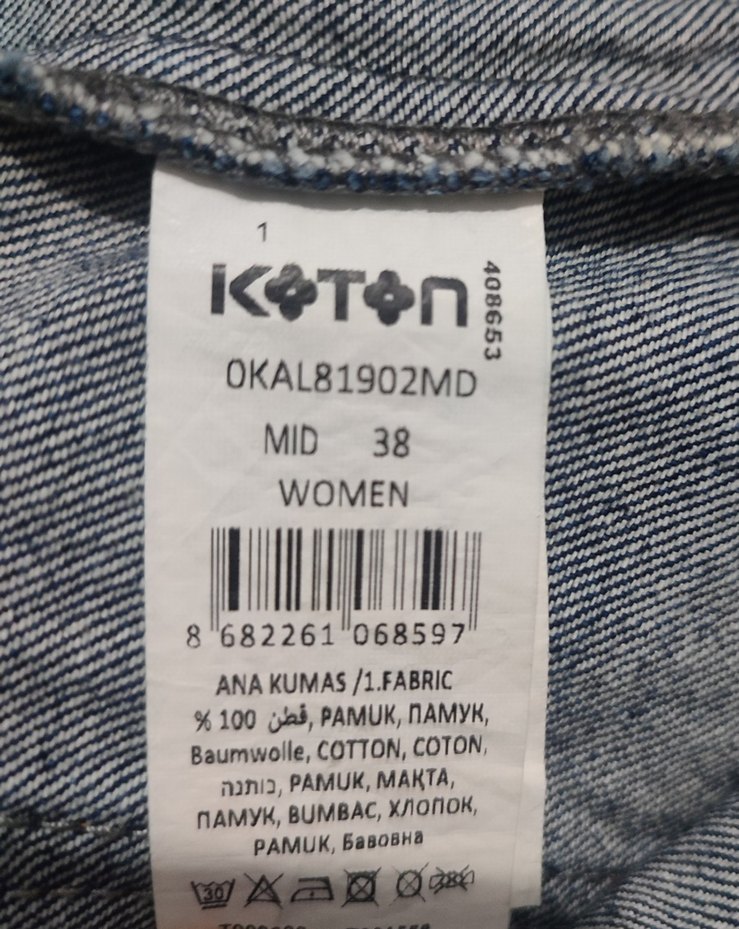 1
KOTON
408653
0KAL81902MD
MID 38
WOMEN
8 682261 068597
ANA KUMAS /1.FABRIC
% 100 قطن, PAMUK, ПАМУК,
Baumwolle, COTTON, COTON,
כותנה, PAMUK, МАҚТА,
ПАМУК, BUMBAC, ХЛОПОК,
PAMUK, Бавовна
30